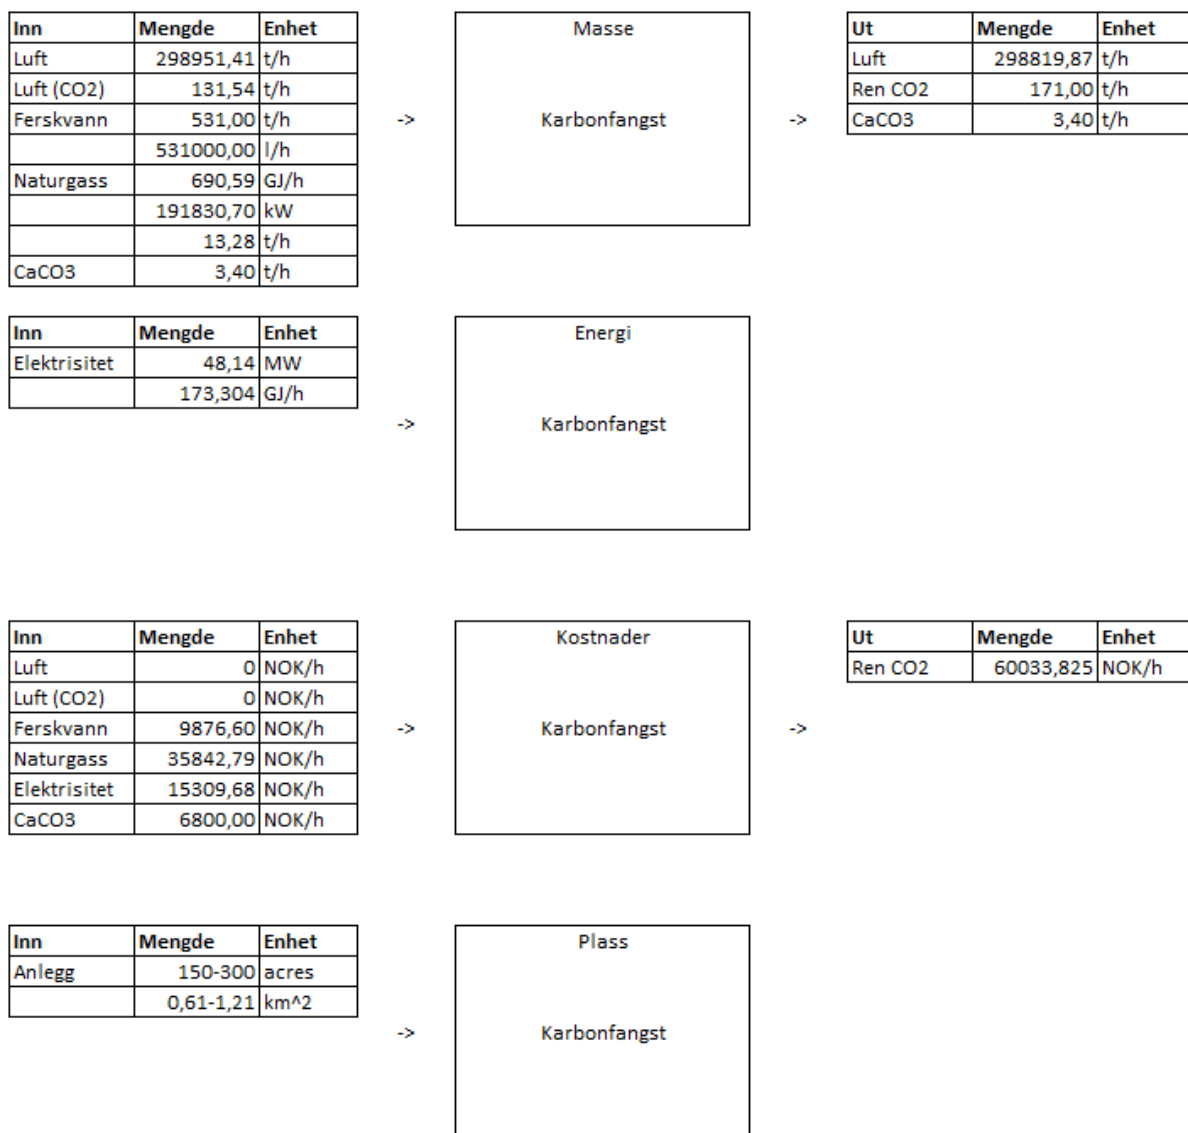 Inn Mengde Enhet Masse Ut Mengde Enhet
Luft 298951,41 t/h Luft 298819,87 t/h
Luft (CO2) 131,54 t/h Ren CO2 171,00 t/h
Ferskvann 531,00 t/h -> Karbonfangst -> CaCO3 3,40 t/h
531000,00 l/h
Naturgass 690,59 GJ/h
191830,70 kW
13,28 t/h
CaCO3 3,40 t/h
Inn Mengde Enhet Energi
Elektrisitet 48,14 MW
173,304 GJ/h
-> Karbonfangst
Inn Mengde Enhet Kostnader Ut Mengde Enhet
Luft 0 NOK/h Ren CO2 60033,825 NOK/h
Luft (CO2) 0 NOK/h
Ferskvann 9876,60 NOK/h -> Karbonfangst ->
Naturgass 35842,79 NOK/h
Elektrisitet 15309,68 NOK/h
CaCO3 6800,00 NOK/h
Inn Mengde Enhet Plass
Anlegg 150-300 acres
0,61-1,21 km^2
-> Karbonfangst